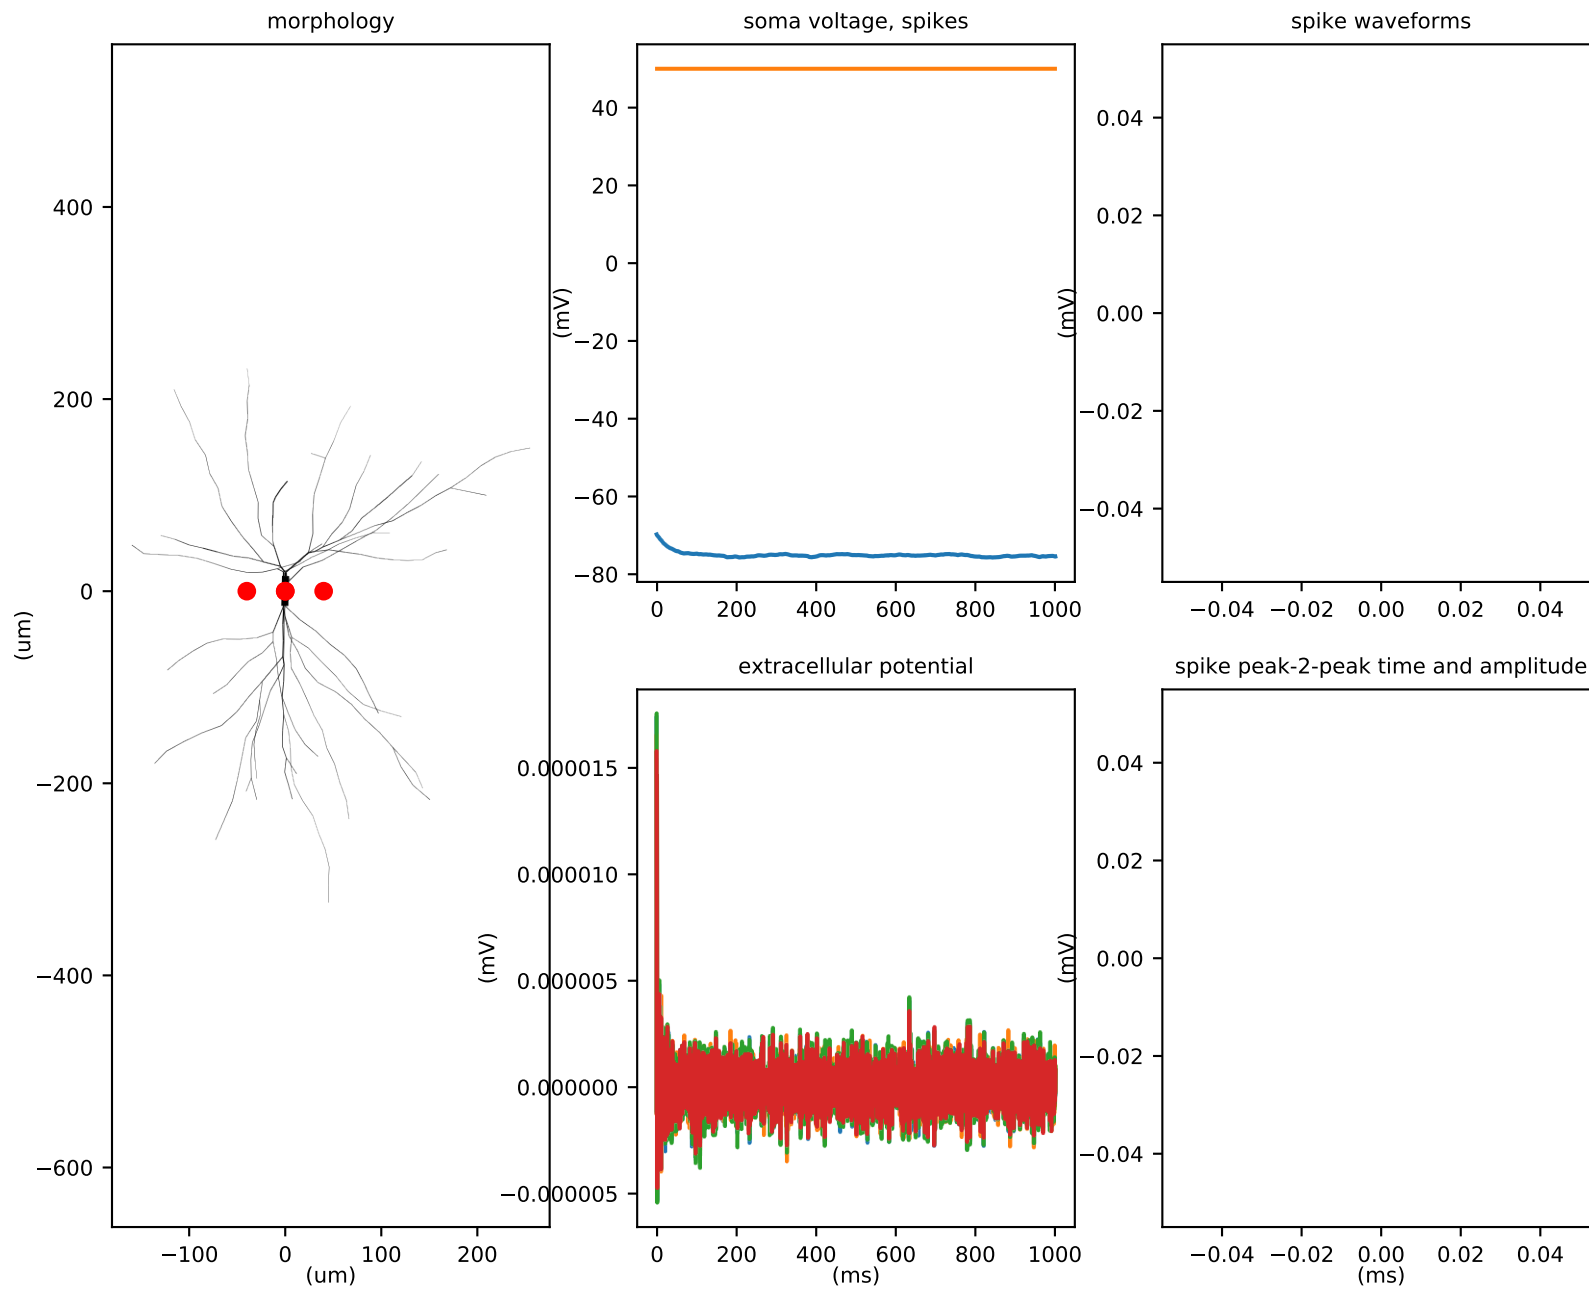 morphology
400
200
0
−200
−400
−600
(um)
−100 0 100 200
(um)
soma voltage, spikes
40
20
0
−20
−40
−60
−80
(mV)
0 200 400 600 800 1000
spike waveforms
0.04
0.02
0.00
−0.02
−0.04
(mV)
−0.04 −0.02 0.00 0.02 0.04
extracellular potential
0.000015
0.000010
0.000005
0.000000
−0.000005
(mV)
0 200 400 600 800 1000
(ms)
spike peak-2-peak time and amplitude
0.04
0.02
0.00
−0.02
−0.04
(mV)
−0.04 −0.02 0.00 0.02 0.04
(ms)